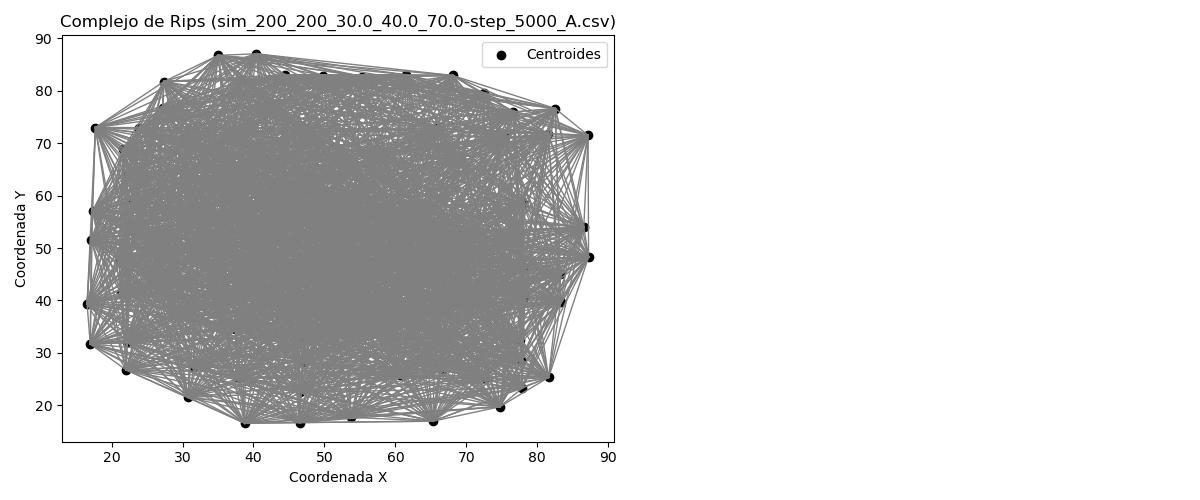 Complejo de Rips (sim_200_200_30.0_40.0_70.0-step_5000_A.csv)
Centroides
90
80
70
60
50
40
30
20
Coordenada Y
20 30 40 50 60 70 80 90
Coordenada X